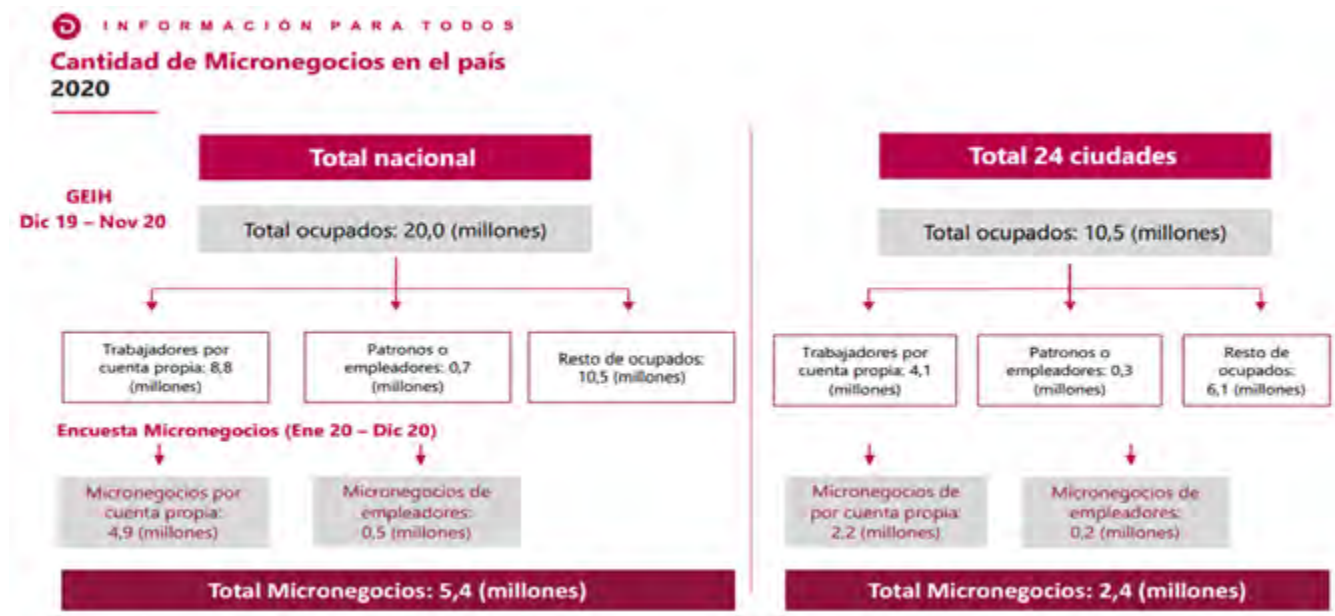 INFORMACIÓN PARA TODOS
Cantidad de Micronegocios en el país
2020
Total nacional
GEIH
Dic 19 – Nov 20
Total ocupados: 20,0 (millones)
Trabajadores por
cuenta propia: 8,8
(millones)
Patronos o
empleadores: 0,7
(millones)
Resto de ocupados:
10,5 (millones)
Encuesta Micronegocios (Ene 20 – Dic 20)
Micronegocios por
cuenta propia:
4,9 (millones)
Micronegocios de
empleadores:
0,5 (millones)
Total Micronegocios: 5,4 (millones)
Total 24 ciudades
Total ocupados: 10,5 (millones)
Trabajadores por
cuenta propia: 4,1
(millones)
Patronos o
empleadores: 0,3
(millones)
Resto de
ocupados:
6,1 (millones)
Micronegocios de
por cuenta propia:
2,2 (millones)
Micronegocios de
empleadores:
0,2 (millones)
Total Micronegocios: 2,4 (millones)